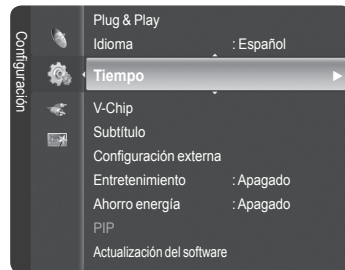 Configuración
Plug & Play
Idioma : Español
Tiempo
V-Chip
Subtítulo
Configuración externa
Entretenimiento : Apagado
Ahorro energía : Apagado
PIP
Actualización del software